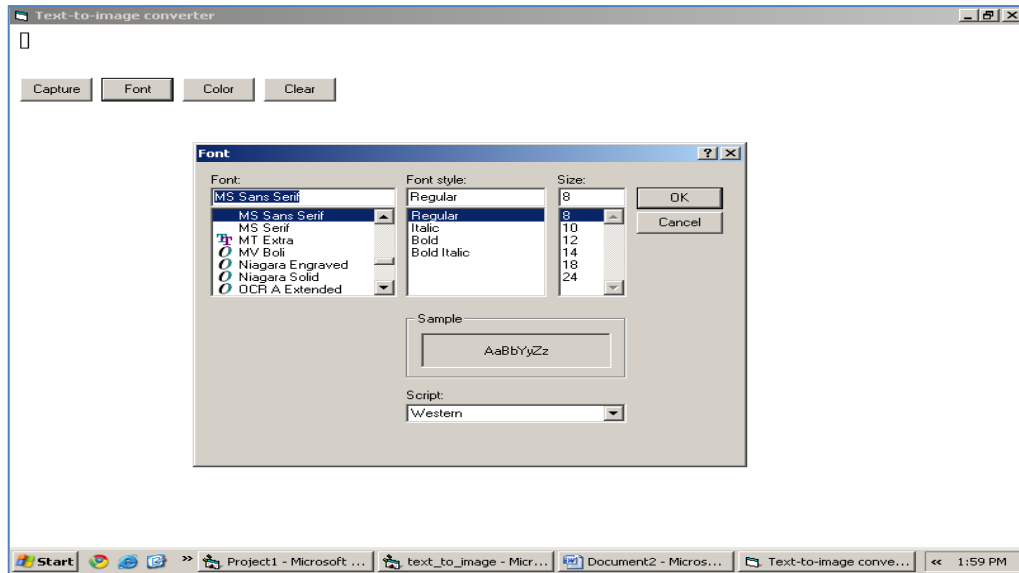 Text-to-image converter
Capture Font Color Clear
Font
Font: Font style: Size:
MS Sans Serif Regular 8 OK
MS Sans Serif Regular 8 Cancel
MS Serif Italic 10
MT Extra Bold 12
MV Boli Bold Italic 14
Niagara Engraved 18
Niagara Solid 24
OCR A Extended
Sample
AaBbYyZz
Script:
Western
Start » Project1 - Microsoft ... text_to_image - Micr... Document2 - Micros... Text-to-image conve... « 1:59 PM